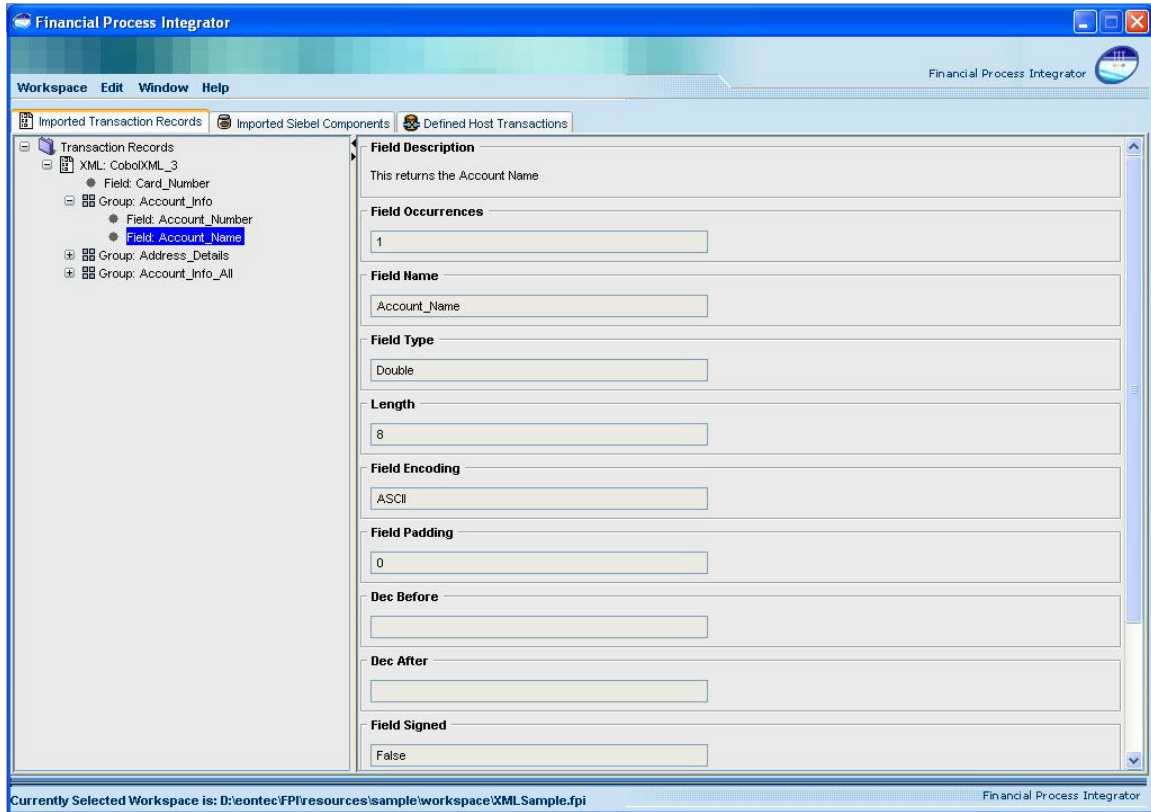 Financial Process Integrator
Financial Process Integrator
Workspace Edit Window Help
Imported Transaction Records Imported Siebel Components Defined Host Transactions
Transaction Records
XML: CobolXML_3
Field: Card_Number
Group: Account_Info
Field: Account_Number
Field: Account_Name
Group: Address_Details
Group: Account_Info_All
Field Description
This returns the Account Name
Field Occurrences
1
Field Name
Account_Name
Field Type
Double
Length
8
Field Encoding
ASCII
Field Padding
0
Dec Before
Dec After
Field Signed
False
Currently Selected Workspace is: D:\eontec\FPI\resources\sample\workspace\XMLSample.fpi
Financial Process Integrator